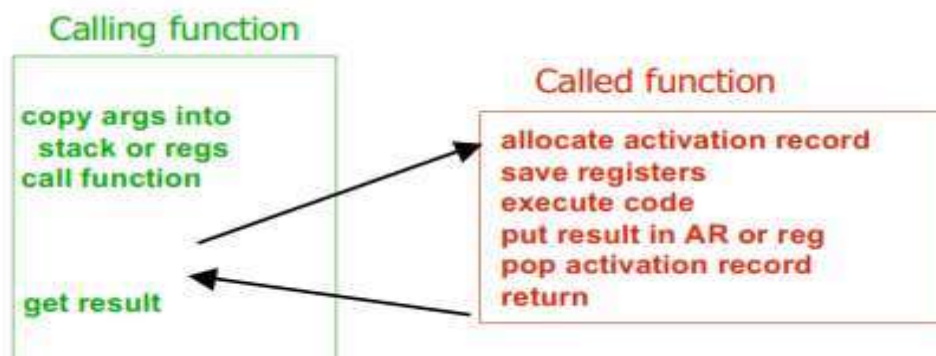 Calling function
copy args into
stack or regs
call function
get result
Called function
allocate activation record
save registers
execute code
put result in AR or reg
pop activation record
return